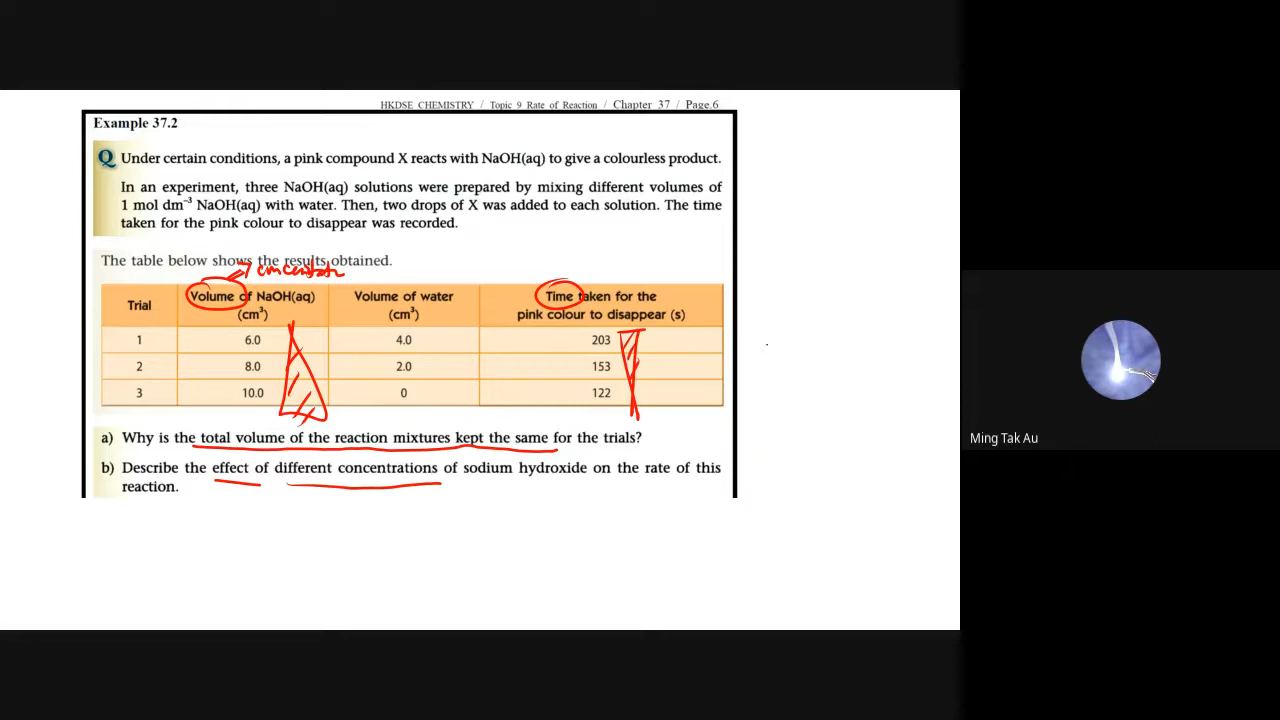 HKDSE CHEMISTRY / Topic 9 Rate of Reaction / Chapter 37 / Page.6
Example 37.2
Q Under certain conditions, a pink compound X reacts with NaOH(aq) to give a colourless product.
In an experiment, three NaOH(aq) solutions were prepared by mixing different volumes of
1 mol dm⁻³ NaOH(aq) with water. Then, two drops of X was added to each solution. The time
taken for the pink colour to disappear was recorded.
The table below shows the results obtained.
Trial Volume of NaOH(aq) (cm³) Volume of water (cm³) Time taken for the pink colour to disappear (s)
1 6.0 4.0 203
2 8.0 2.0 153
3 10.0 0 122
a) Why is the total volume of the reaction mixtures kept the same for the trials?
b) Describe the effect of different concentrations of sodium hydroxide on the rate of this
reaction.
Ming Tak Au